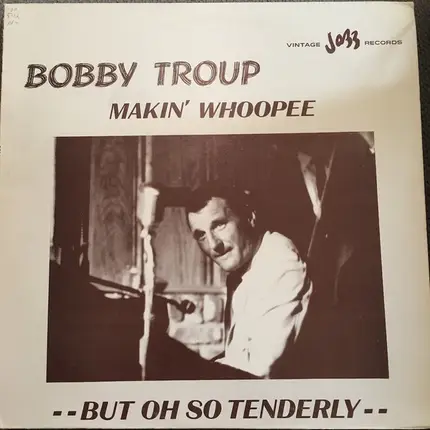 VINTAGE Jazz RECORDS
BOBBY TROUP
MAKIN' WHOOPEE
--BUT OH SO TENDERLY--